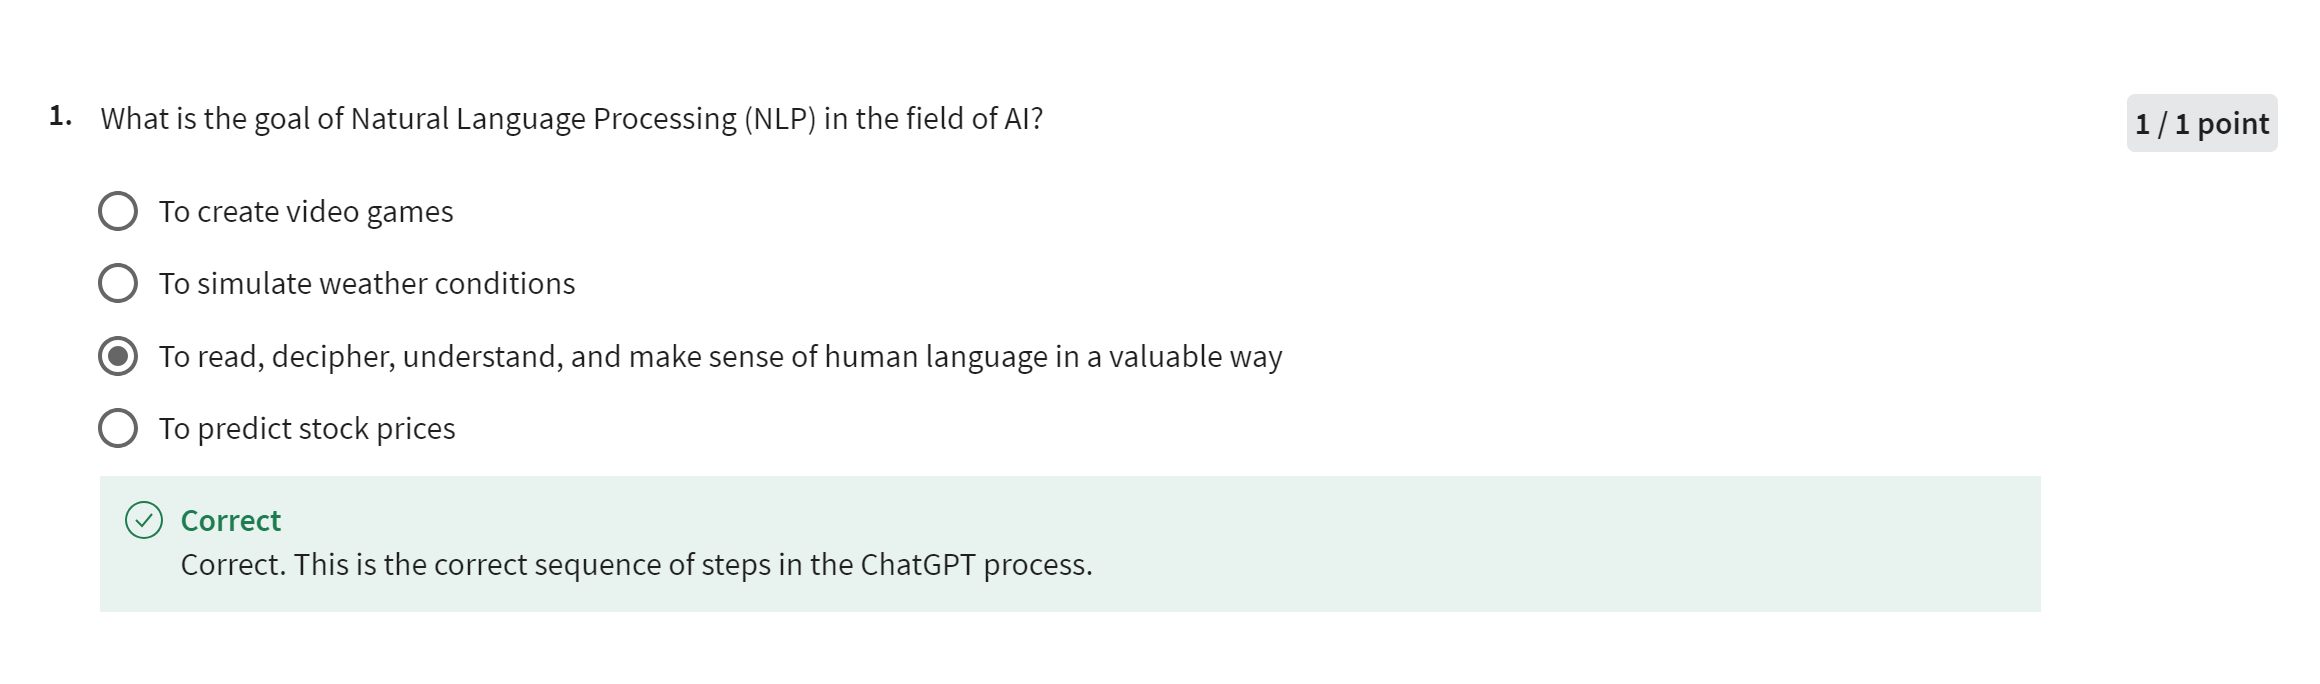 1. What is the goal of Natural Language Processing (NLP) in the field of AI?
1 / 1 point
To create video games
To simulate weather conditions
To read, decipher, understand, and make sense of human language in a valuable way
To predict stock prices
Correct
Correct. This is the correct sequence of steps in the ChatGPT process.